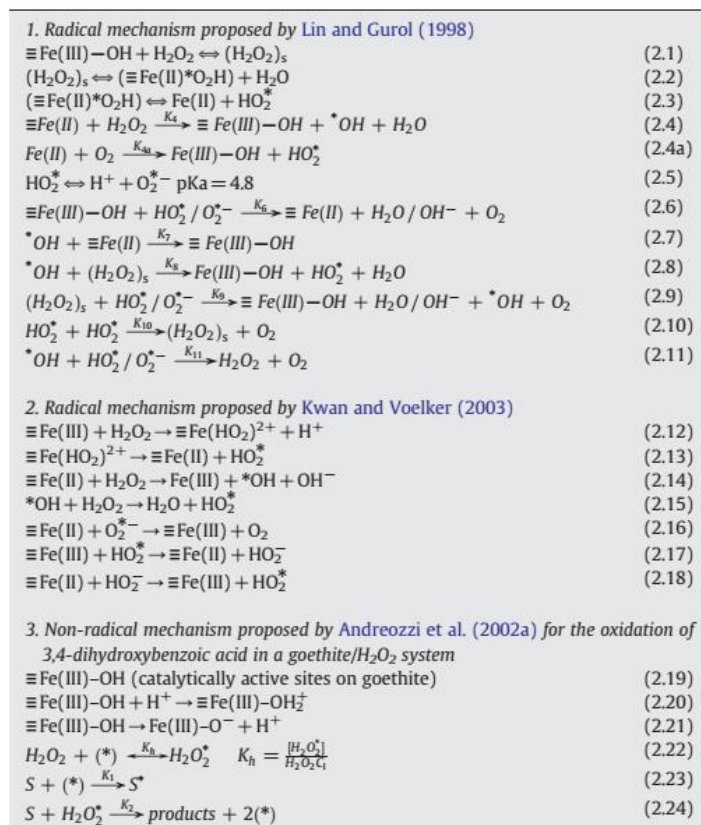 1. Radical mechanism proposed by Lin and Gurol (1998)
≡Fe(III)−OH + H₂O₂ ⇔ (H₂O₂)ₛ (2.1)
(H₂O₂)ₛ ⇔ (≡Fe(II)*O₂H) + H₂O (2.2)
(≡Fe(II)*O₂H) ⇔ Fe(II) + HO₂* (2.3)
≡Fe(II) + H₂O₂ —K₄→ ≡ Fe(III)−OH + *OH + H₂O (2.4)
Fe(II) + O₂ —K₄ₐ→ Fe(III)−OH + HO₂* (2.4a)
HO₂* ⇔ H⁺ + O₂*⁻ pKa = 4.8 (2.5)
≡Fe(III)−OH + HO₂*/O₂*⁻ —K₆→ ≡ Fe(II) + H₂O/OH⁻ + O₂ (2.6)
*OH + ≡Fe(II) —K₇→ ≡ Fe(III)−OH (2.7)
*OH + (H₂O₂)ₛ —K₈→ Fe(III)−OH + HO₂* + H₂O (2.8)
(H₂O₂)ₛ + HO₂*/O₂*⁻ —K₉→ ≡ Fe(III)−OH + H₂O/OH⁻ + *OH + O₂ (2.9)
HO₂* + HO₂* —K₁₀→ (H₂O₂)ₛ + O₂ (2.10)
*OH + HO₂*/O₂*⁻ —K₁₁→ H₂O₂ + O₂ (2.11)
2. Radical mechanism proposed by Kwan and Voelker (2003)
≡Fe(III) + H₂O₂ → ≡Fe(HO₂)²⁺ + H⁺ (2.12)
≡Fe(HO₂)²⁺ → ≡Fe(II) + HO₂* (2.13)
≡Fe(II) + H₂O₂ → Fe(III) + *OH + OH⁻ (2.14)
*OH + H₂O₂ → H₂O + HO₂* (2.15)
≡Fe(II) + O₂*⁻ → ≡Fe(III) + O₂ (2.16)
≡Fe(III) + HO₂* → ≡Fe(II) + HO₂⁻ (2.17)
≡Fe(II) + HO₂⁻ → ≡Fe(III) + HO₂* (2.18)
3. Non-radical mechanism proposed by Andreozzi et al. (2002a) for the oxidation of
3,4-dihydroxybenzoic acid in a goethite/H₂O₂ system
≡Fe(III)–OH (catalytically active sites on goethite) (2.19)
≡Fe(III)–OH + H⁺ → ≡Fe(III)–OH₂⁺ (2.20)
≡Fe(III)–OH → Fe(III)–O⁻ + H⁺ (2.21)
H₂O₂ + (*) ←Kₕ→ H₂O₂* Kₕ = [H₂O₂*]/H₂O₂Cₗ (2.22)
S + (*) —K₁→ S* (2.23)
S + H₂O₂* —K₂→ products + 2(*) (2.24)